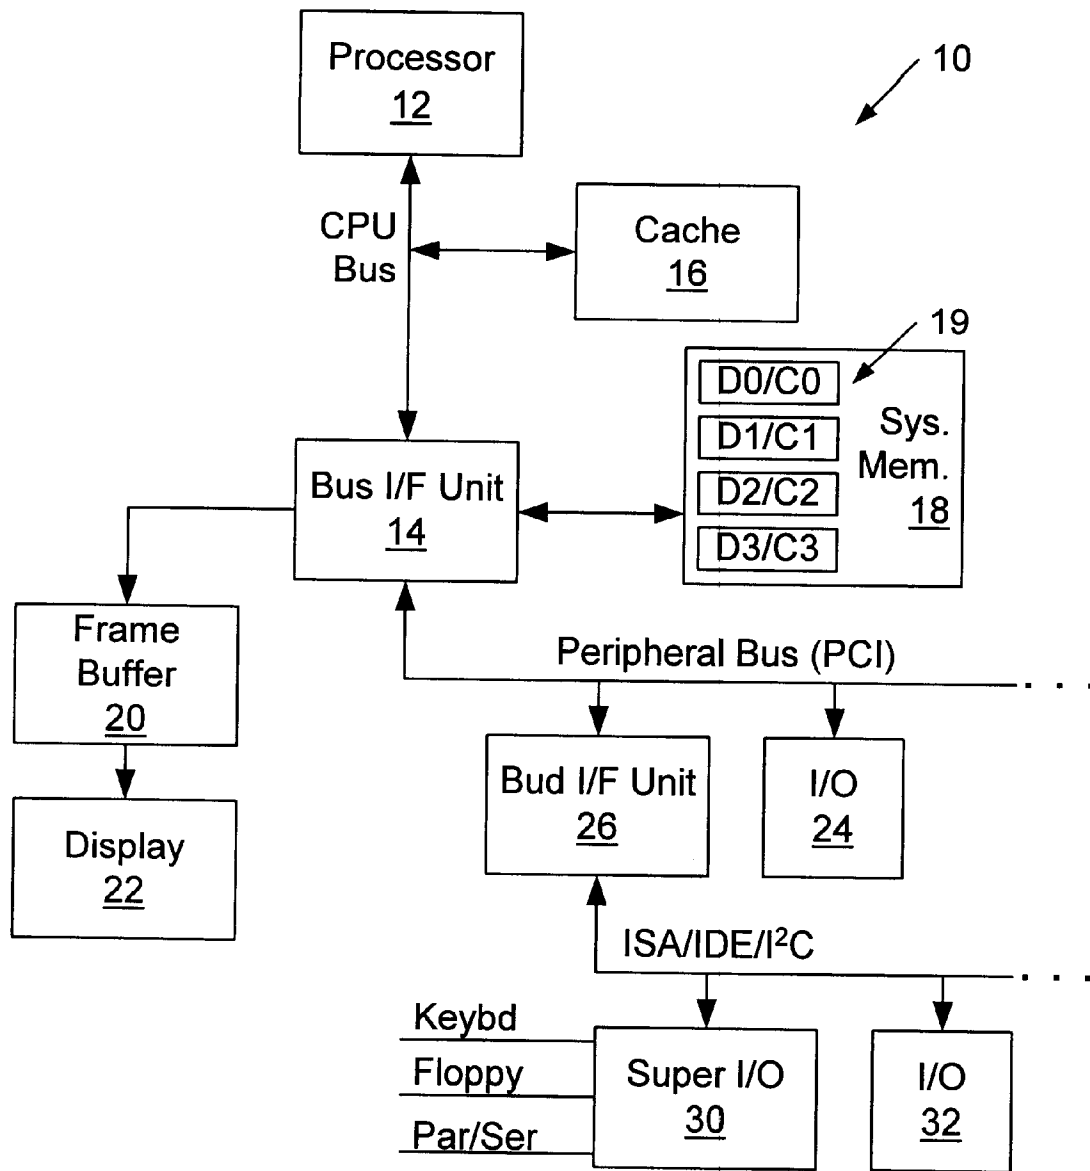 Processor
12
10
CPU
Bus
Cache
16
19
D0/C0
D1/C1
D2/C2
D3/C3
Sys.
Mem.
18
Bus I/F Unit
14
Frame
Buffer
20
Peripheral Bus (PCI)
. . .
Bud I/F Unit
26
I/O
24
Display
22
ISA/IDE/I²C
. . .
Keybd
Floppy
Par/Ser
Super I/O
30
I/O
32